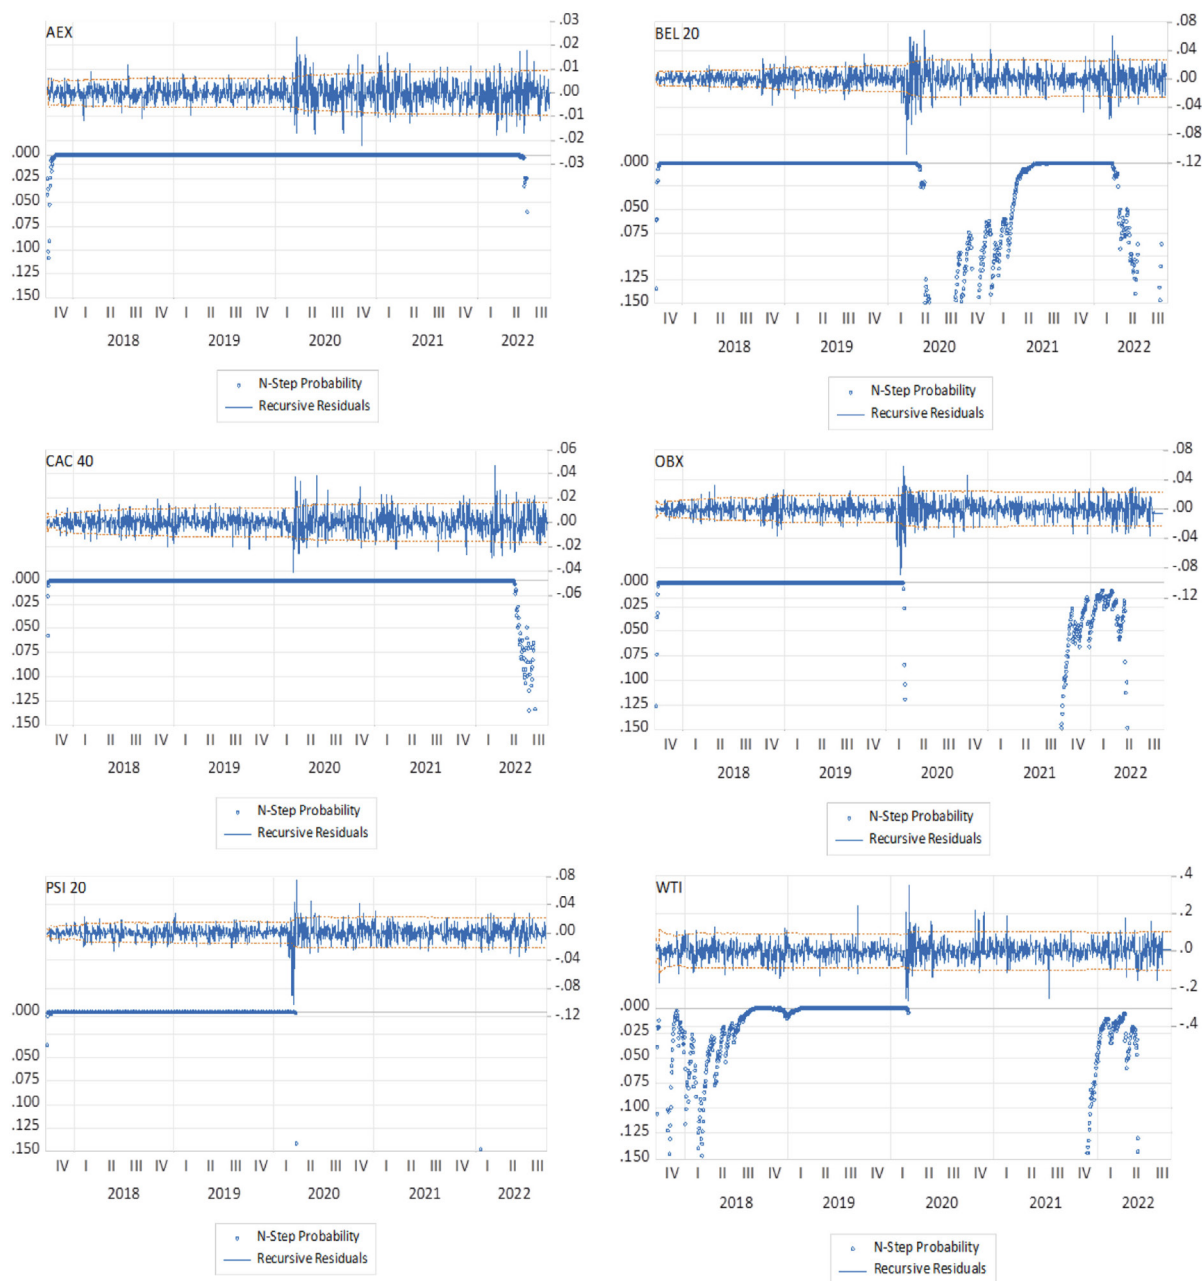 AEX
.03
.02
.01
.00
-.01
-.02
-.03
.000
.025
.050
.075
.100
.125
.150
IV I II III IV I II III IV I II III IV I II III IV I II III
2018 2019 2020 2021 2022
N-Step Probability
Recursive Residuals
BEL 20
.08
.04
.00
-.04
-.08
-.12
.000
.050
.075
.125
.150
IV I II III IV I II III IV I II III IV I II III IV I II III
2018 2019 2020 2021 2022
N-Step Probability
Recursive Residuals
CAC 40
.06
.04
.02
.00
-.02
-.04
-.06
.000
.025
.050
.075
.100
.125
.150
IV I II III IV I II III IV I II III IV I II III IV I II III
2018 2019 2020 2021 2022
N-Step Probability
Recursive Residuals
OBX
.08
.04
.00
-.04
-.08
-.12
.000
.025
.050
.075
.100
.125
.150
IV I II III IV I II III IV I II III IV I II III IV I II III
2018 2019 2020 2021 2022
N-Step Probability
Recursive Residuals
PSI 20
.08
.04
.00
-.04
-.08
-.12
.000
.050
.075
.100
.125
.150
IV I II III IV I II III IV I II III IV I II III IV I II III
2018 2019 2020 2021 2022
N-Step Probability
Recursive Residuals
WTI
.4
.2
.0
-.2
-.4
.000
.025
.050
.075
.100
.125
.150
IV I II III IV I II III IV I II III IV I II III IV I II III
2018 2019 2020 2021 2022
N-Step Probability
Recursive Residuals